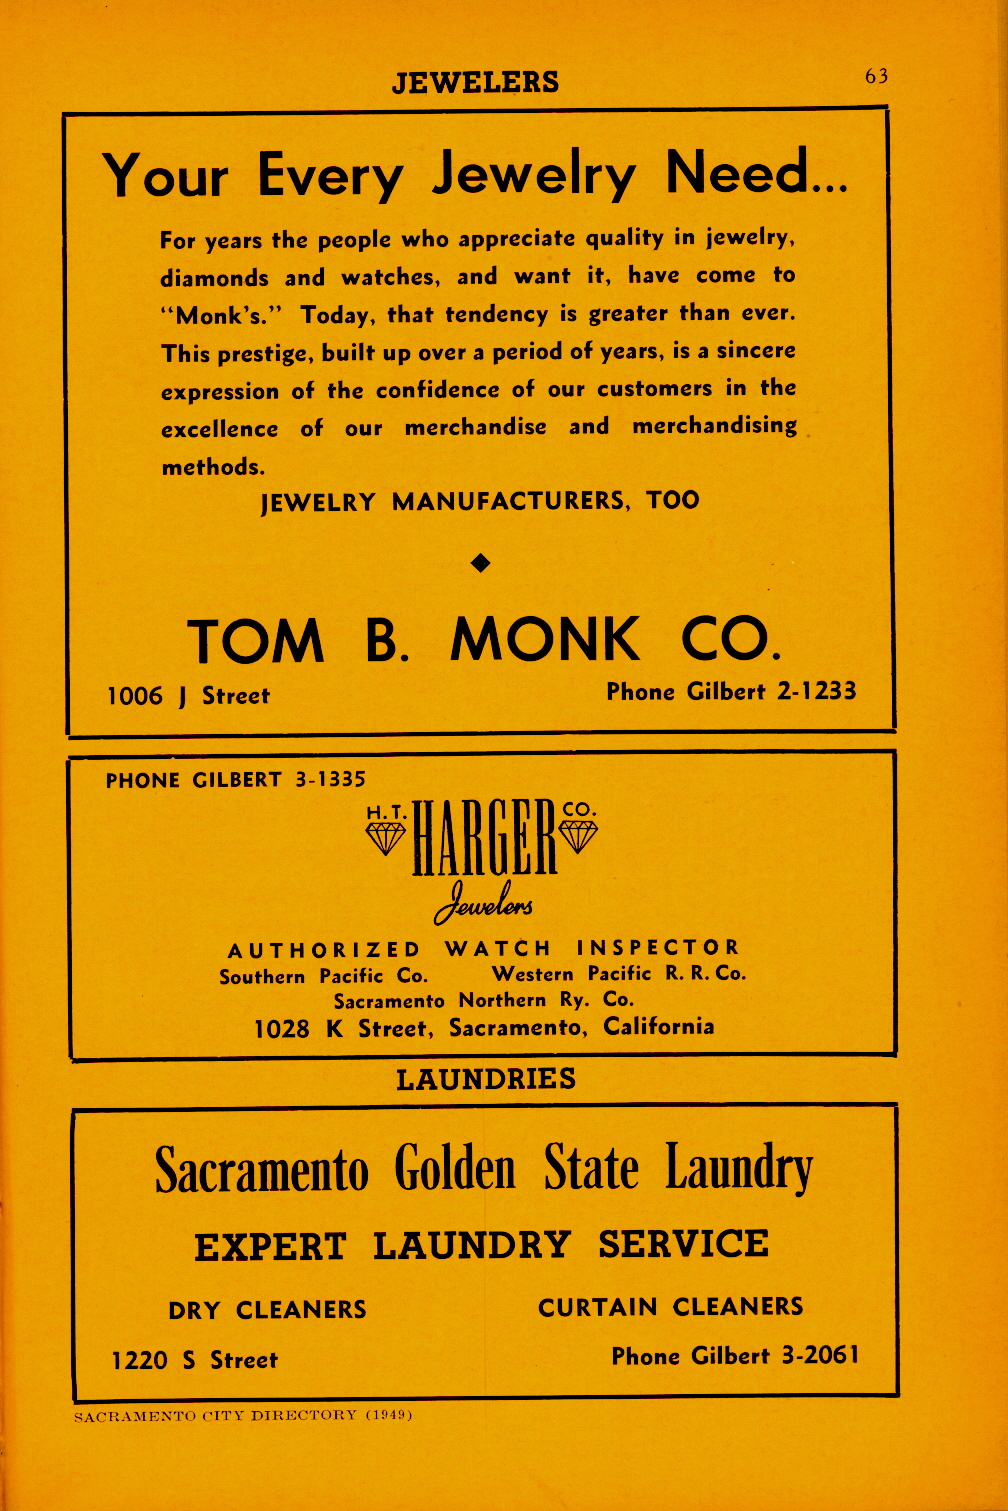 JEWELERS
63
Your Every Jewelry Need...
For years the people who appreciate quality in jewelry,
diamonds and watches, and want it, have come to
“Monk’s.” Today, that tendency is greater than ever.
This prestige, built up over a period of years, is a sincere
expression of the confidence of our customers in the
excellence of our merchandise and merchandising
methods.
JEWELRY MANUFACTURERS, TOO
TOM B. MONK CO.
1006 J Street
Phone Gilbert 2-1233
PHONE GILBERT 3-1335
H. T. HARGER CO.
Jewelers
AUTHORIZED WATCH INSPECTOR
Southern Pacific Co. Western Pacific R. R. Co.
Sacramento Northern Ry. Co.
1028 K Street, Sacramento, California
LAUNDRIES
Sacramento Golden State Laundry
EXPERT LAUNDRY SERVICE
DRY CLEANERS
CURTAIN CLEANERS
1220 S Street
Phone Gilbert 3-2061
SACRAMENTO CITY DIRECTORY (1949)